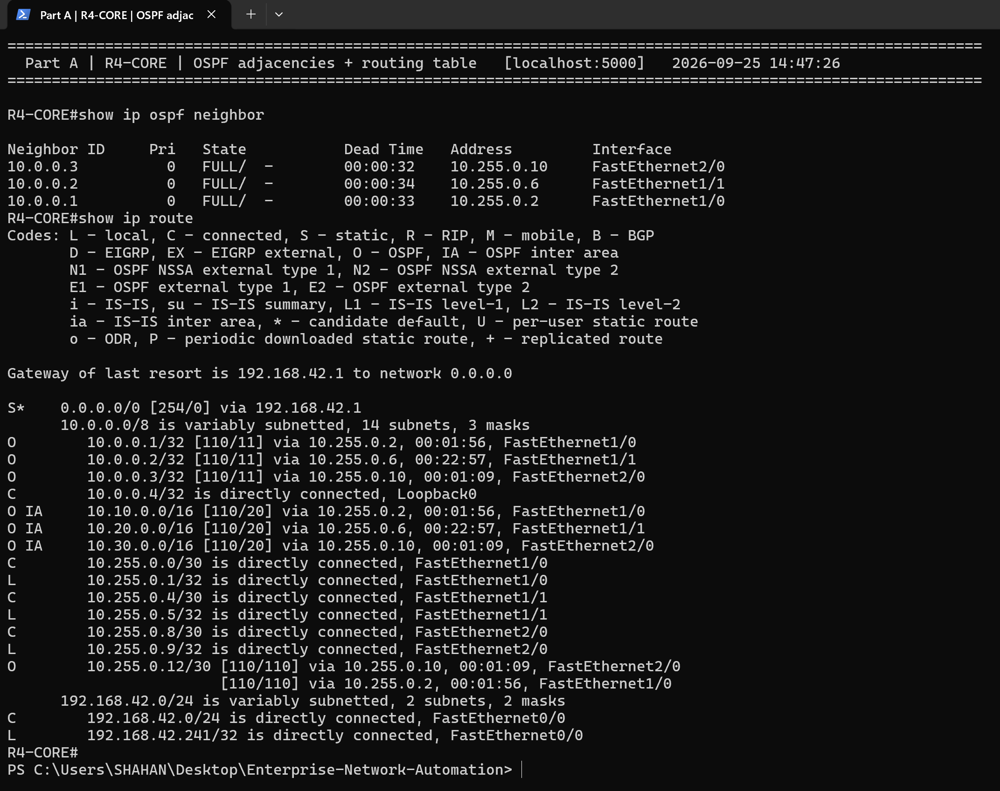 Part A | R4-CORE | OSPF adjac
==============================================================================================================
  Part A | R4-CORE | OSPF adjacencies + routing table   [localhost:5000]   2026-09-25 14:47:26
==============================================================================================================

R4-CORE#show ip ospf neighbor

Neighbor ID     Pri   State           Dead Time   Address         Interface
10.0.0.3          0   FULL/  -        00:00:32    10.255.0.10     FastEthernet2/0
10.0.0.2          0   FULL/  -        00:00:34    10.255.0.6      FastEthernet1/1
10.0.0.1          0   FULL/  -        00:00:33    10.255.0.2      FastEthernet1/0
R4-CORE#show ip route
Codes: L - local, C - connected, S - static, R - RIP, M - mobile, B - BGP
       D - EIGRP, EX - EIGRP external, O - OSPF, IA - OSPF inter area
       N1 - OSPF NSSA external type 1, N2 - OSPF NSSA external type 2
       E1 - OSPF external type 1, E2 - OSPF external type 2
       i - IS-IS, su - IS-IS summary, L1 - IS-IS level-1, L2 - IS-IS level-2
       ia - IS-IS inter area, * - candidate default, U - per-user static route
       o - ODR, P - periodic downloaded static route, + - replicated route

Gateway of last resort is 192.168.42.1 to network 0.0.0.0

S*    0.0.0.0/0 [254/0] via 192.168.42.1
      10.0.0.0/8 is variably subnetted, 14 subnets, 3 masks
O        10.0.0.1/32 [110/11] via 10.255.0.2, 00:01:56, FastEthernet1/0
O        10.0.0.2/32 [110/11] via 10.255.0.6, 00:22:57, FastEthernet1/1
O        10.0.0.3/32 [110/11] via 10.255.0.10, 00:01:09, FastEthernet2/0
C        10.0.0.4/32 is directly connected, Loopback0
O IA     10.10.0.0/16 [110/20] via 10.255.0.2, 00:01:56, FastEthernet1/0
O IA     10.20.0.0/16 [110/20] via 10.255.0.6, 00:22:57, FastEthernet1/1
O IA     10.30.0.0/16 [110/20] via 10.255.0.10, 00:01:09, FastEthernet2/0
C        10.255.0.0/30 is directly connected, FastEthernet1/0
L        10.255.0.1/32 is directly connected, FastEthernet1/0
C        10.255.0.4/30 is directly connected, FastEthernet1/1
L        10.255.0.5/32 is directly connected, FastEthernet1/1
C        10.255.0.8/30 is directly connected, FastEthernet2/0
L        10.255.0.9/32 is directly connected, FastEthernet2/0
O        10.255.0.12/30 [110/110] via 10.255.0.10, 00:01:09, FastEthernet2/0
                        [110/110] via 10.255.0.2, 00:01:56, FastEthernet1/0
      192.168.42.0/24 is variably subnetted, 2 subnets, 2 masks
C        192.168.42.0/24 is directly connected, FastEthernet0/0
L        192.168.42.241/32 is directly connected, FastEthernet0/0
R4-CORE#
PS C:\Users\SHAHAN\Desktop\Enterprise-Network-Automation>